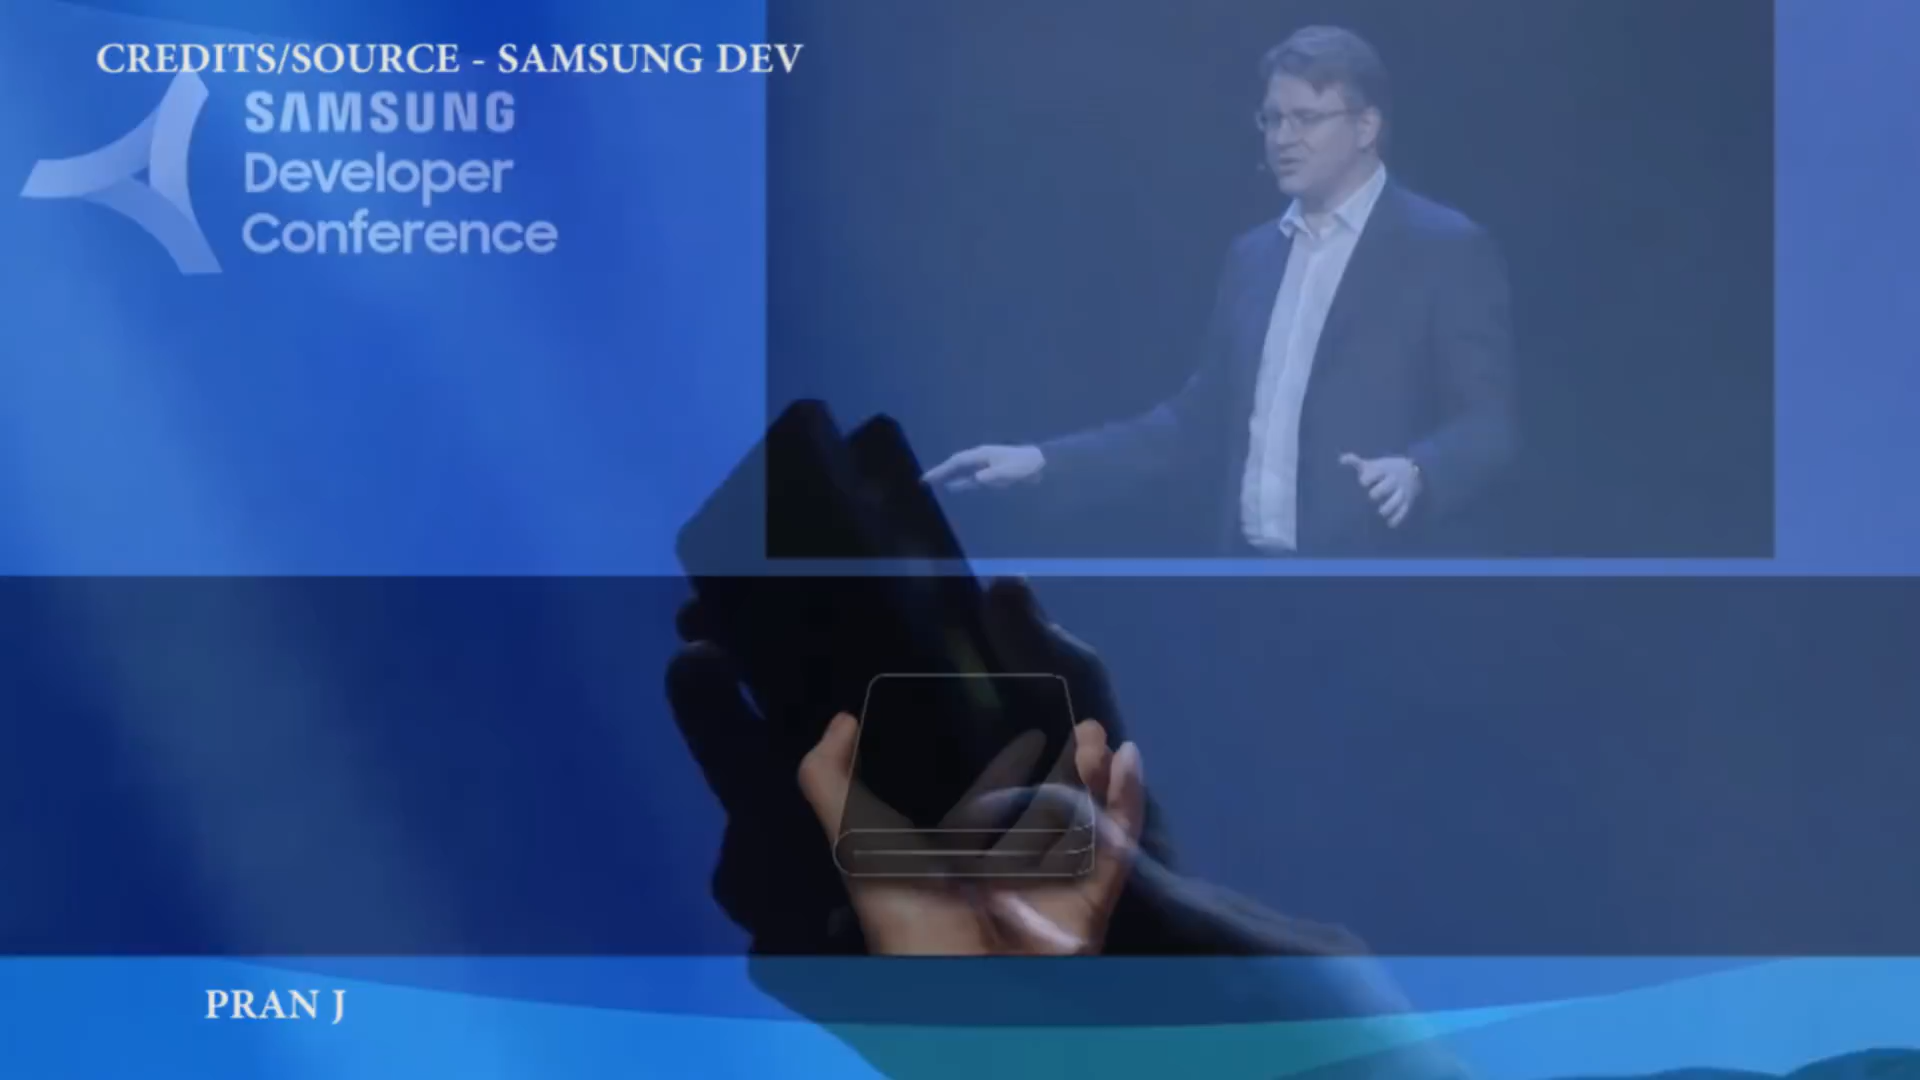 CREDITS/SOURCE - SAMSUNG DEV
SAMSUNG
Developer
Conference
PRAN J